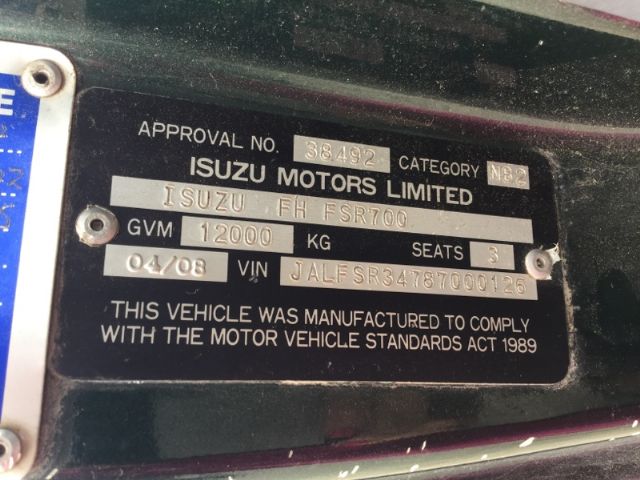 E
APPROVAL NO. 38492 CATEGORY NB2
ISUZU MOTORS LIMITED
ISUZU FH FSR700
GVM 12000 KG SEATS 3
04/08 VIN JALFSR34787000126
THIS VEHICLE WAS MANUFACTURED TO COMPLY
WITH THE MOTOR VEHICLE STANDARDS ACT 1989